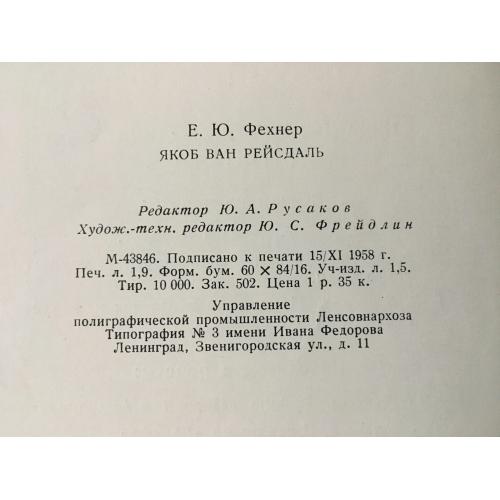 Е. Ю. Фехнер
ЯКОБ ВАН РЕЙСДАЛЬ
Редактор Ю. А. Русаков
Худож.-техн. редактор Ю. С. Фрейдлин
М-43846. Подписано к печати 15/XI 1958 г.
Печ. л. 1,9. Форм. бум. 60 × 84/16. Уч-изд. л. 1,5.
Тир. 10 000. Зак. 502. Цена 1 р. 35 к.
Управление
полиграфической промышленности Ленсовнархоза
Типография № 3 имени Ивана Федорова
Ленинград, Звенигородская ул., д. 11